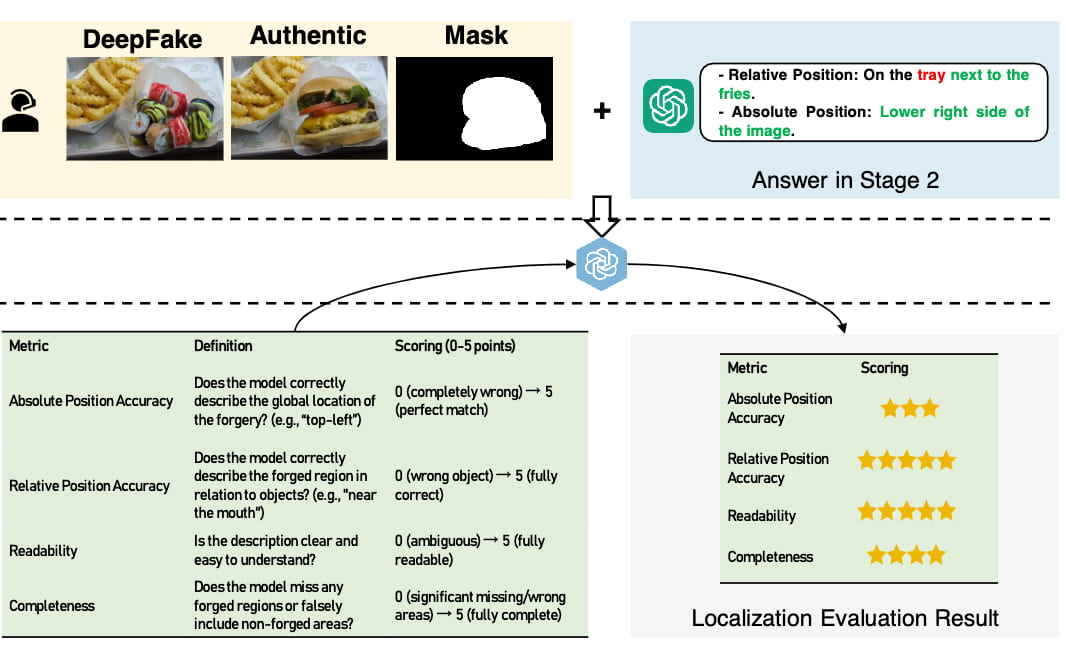 DeepFake
Authentic
Mask
+
- Relative Position: On the tray next to the
fries.
- Absolute Position: Lower right side of
the image.
Answer in Stage 2
Metric
Definition
Scoring (0-5 points)
Absolute Position Accuracy
Does the model correctly
describe the global location of
the forgery? (e.g., “top-left”)
0 (completely wrong) → 5
(perfect match)
Relative Position Accuracy
Does the model correctly
describe the forged region in
relation to objects? (e.g., "near
the mouth")
0 (wrong object) → 5 (fully
correct)
Readability
Is the description clear and
easy to understand?
0 (ambiguous) → 5 (fully
readable)
Completeness
Does the model miss any
forged regions or falsely
include non-forged areas?
0 (significant missing/wrong
areas) → 5 (fully complete)
Metric
Scoring
Absolute Position
Accuracy
Relative Position
Accuracy
Readability
Completeness
Localization Evaluation Result